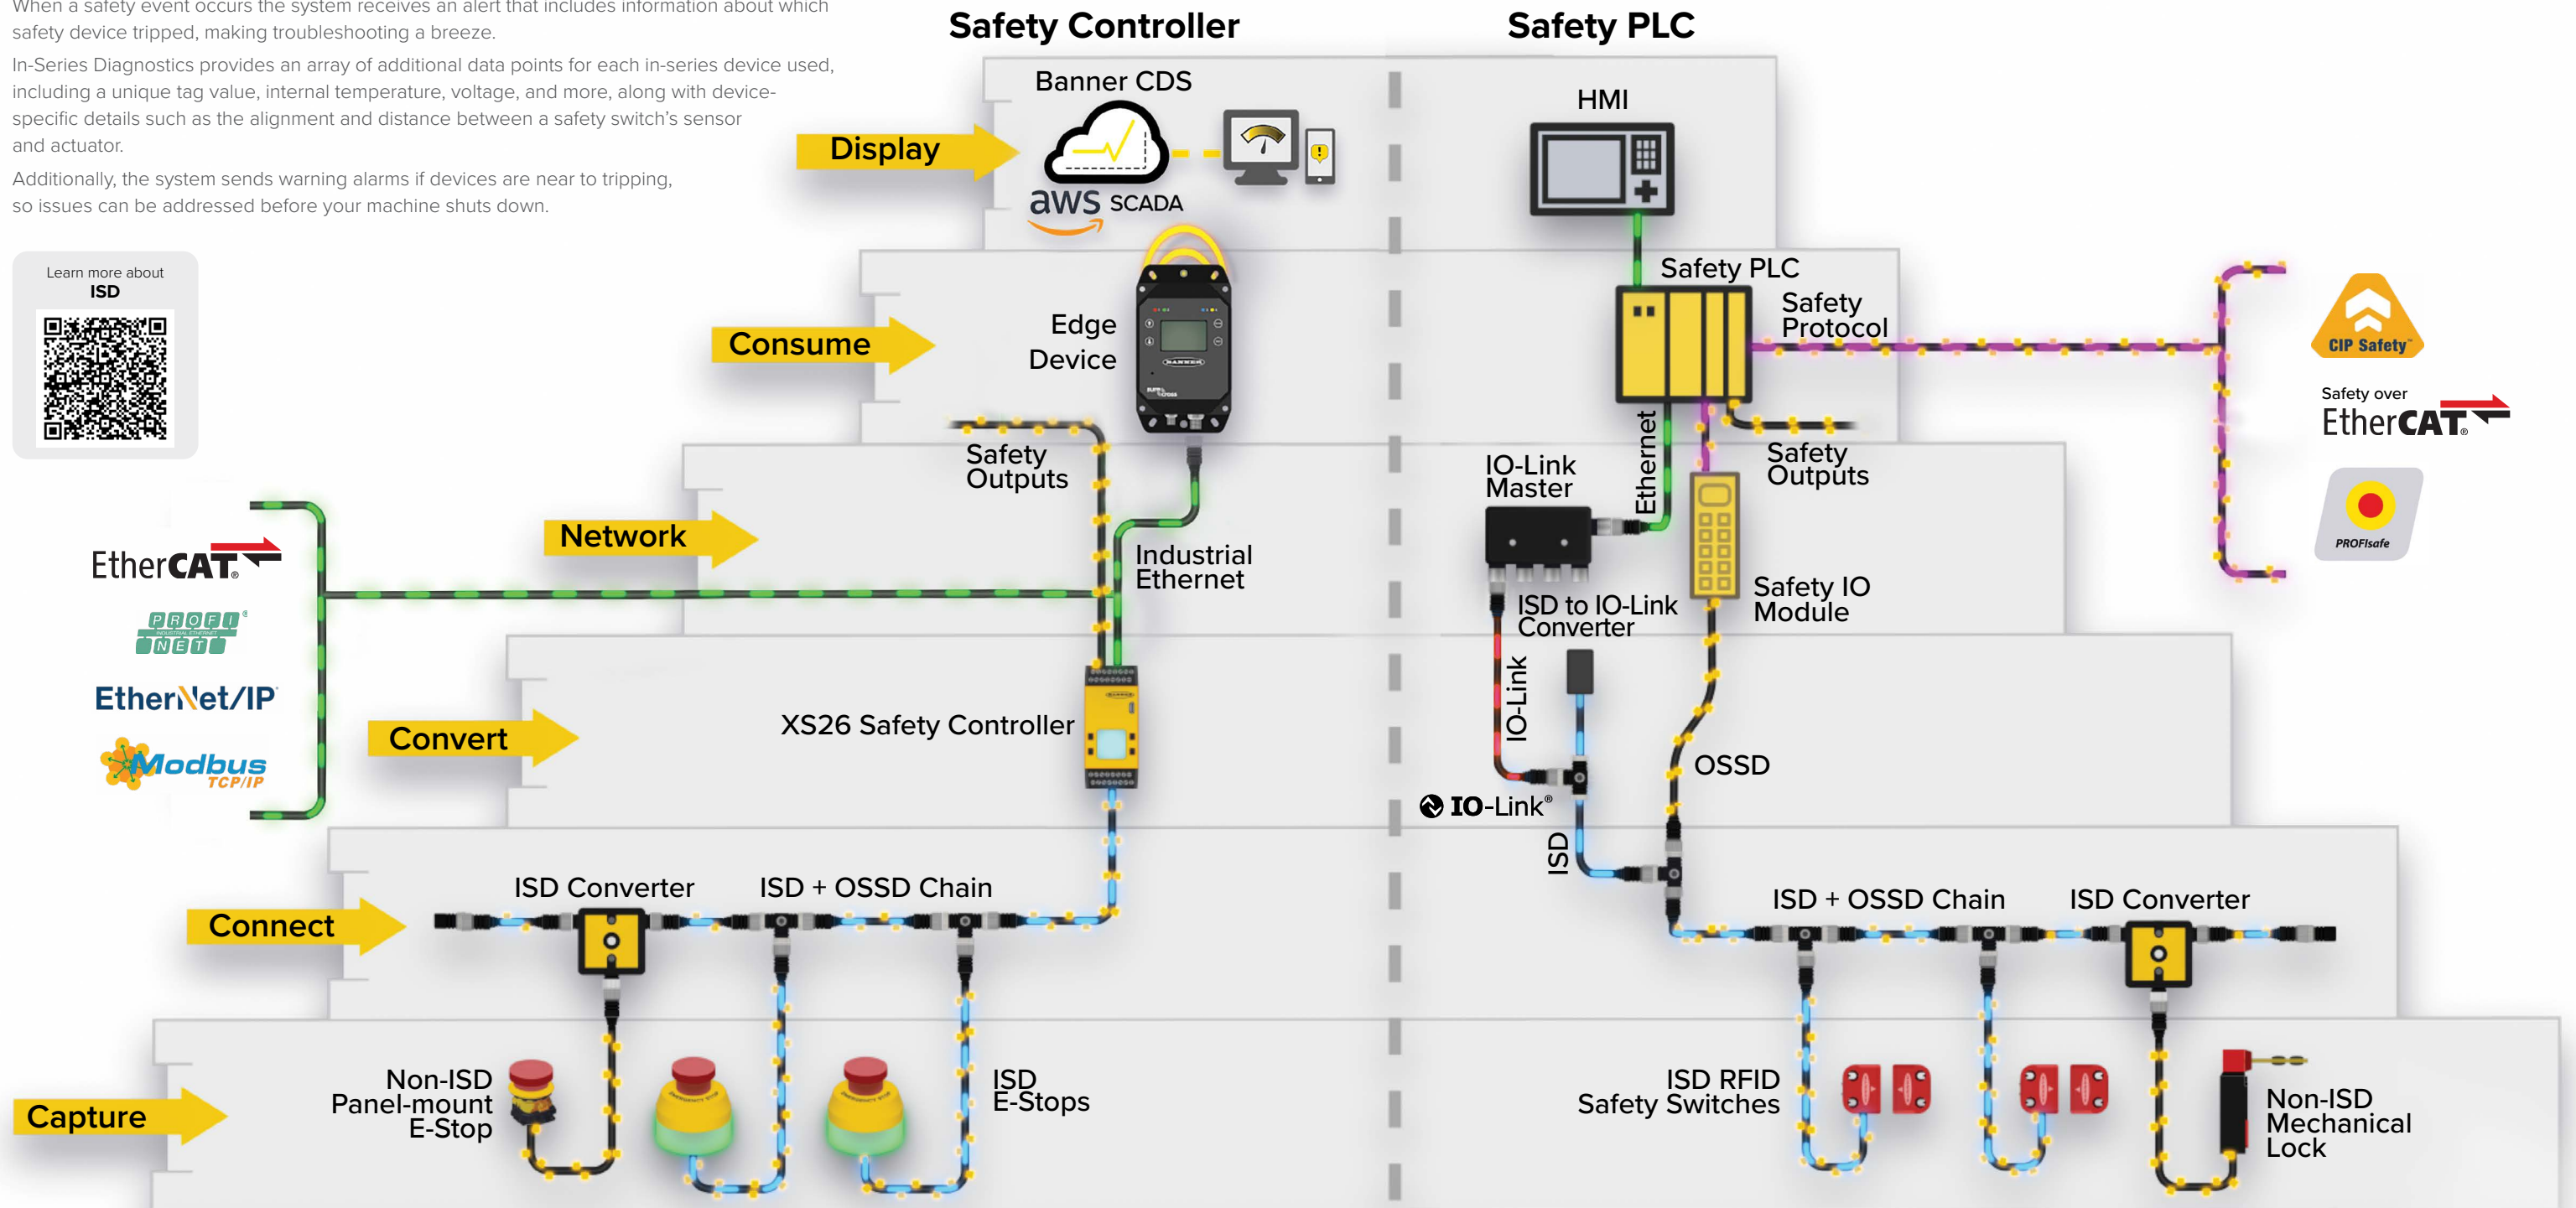 When a safety event occurs the system receives an alert that includes information about which
safety device tripped, making troubleshooting a breeze.
In-Series Diagnostics provides an array of additional data points for each in-series device used,
including a unique tag value, internal temperature, voltage, and more, along with device-
specific details such as the alignment and distance between a safety switch's sensor
and actuator.
Additionally, the system sends warning alarms if devices are near to tripping,
so issues can be addressed before your machine shuts down.
Learn more about
ISD
Safety Controller
Safety PLC
Display
Banner CDS
aws SCADA
HMI
Consume
Edge
Device
BANNER
Safety PLC
Safety
Protocol
CIP Safety™
Safety over
EtherCAT®
PROFIsafe
Network
Safety
Outputs
Industrial
Ethernet
IO-Link
Master
Ethernet
Safety
Outputs
Safety IO
Module
ISD to IO-Link
Converter
EtherCAT®
PROFI
INDUSTRIAL ETHERNET
NET®
EtherNet/IP
Modbus
TCP/IP
Convert
XS26 Safety Controller
IO-Link
IO-Link®
OSSD
ISD
Connect
ISD Converter
ISD + OSSD Chain
ISD + OSSD Chain
ISD Converter
Capture
Non-ISD
Panel-mount
E-Stop
EMERGENCY STOP
EMERGENCY STOP
ISD
E-Stops
ISD RFID
Safety Switches
Non-ISD
Mechanical
Lock